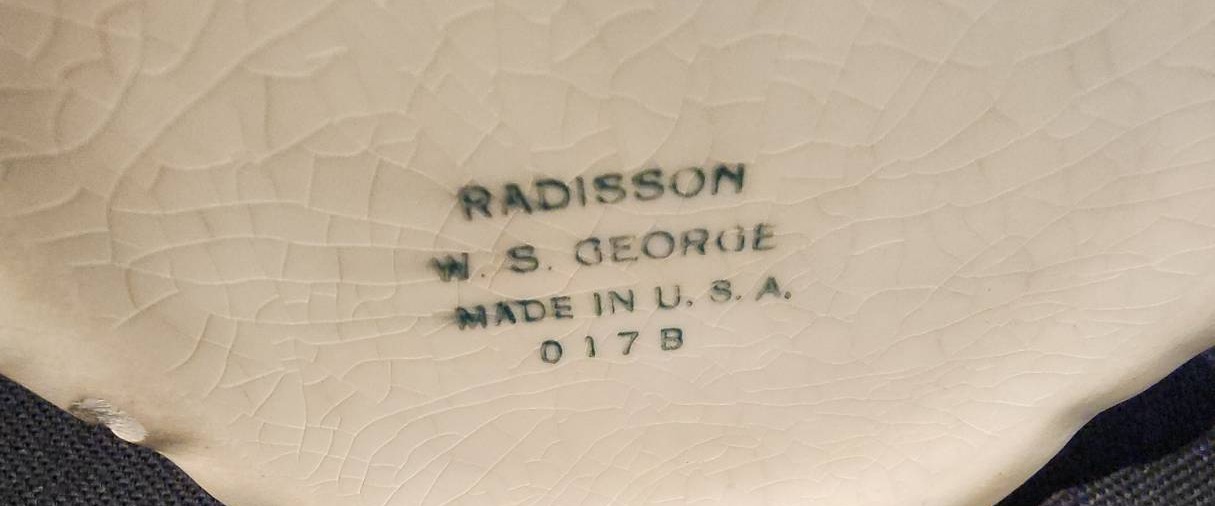 RADISSON
W. S. GEORGE
MADE IN U. S. A.
017B